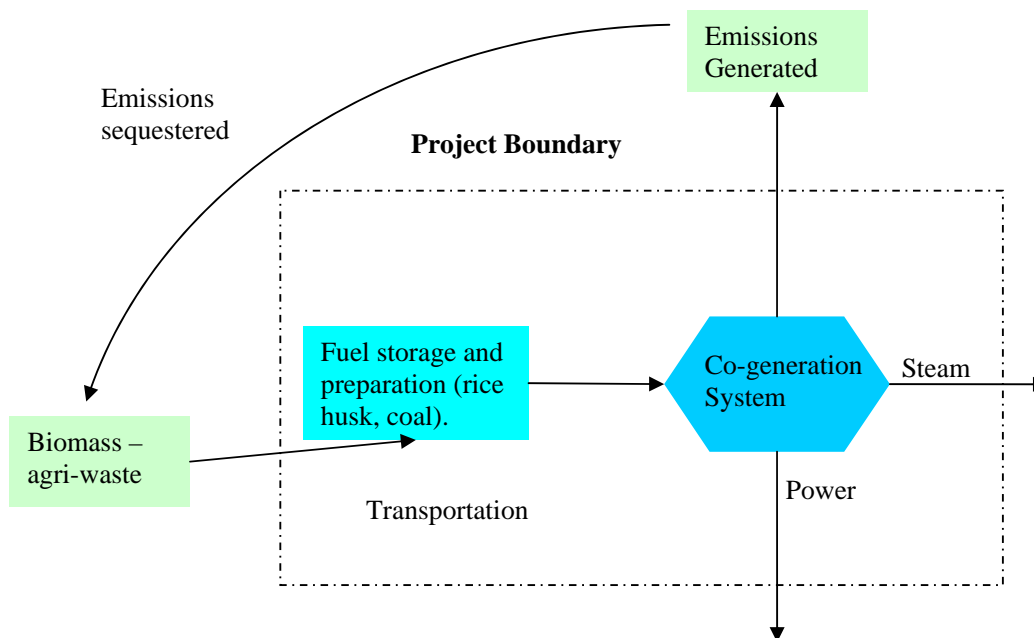 Emissions
Generated
Emissions
sequestered
Project Boundary
Fuel storage and
preparation (rice
husk, coal).
Co-generation
System
Steam
Biomass –
agri-waste
Transportation
Power